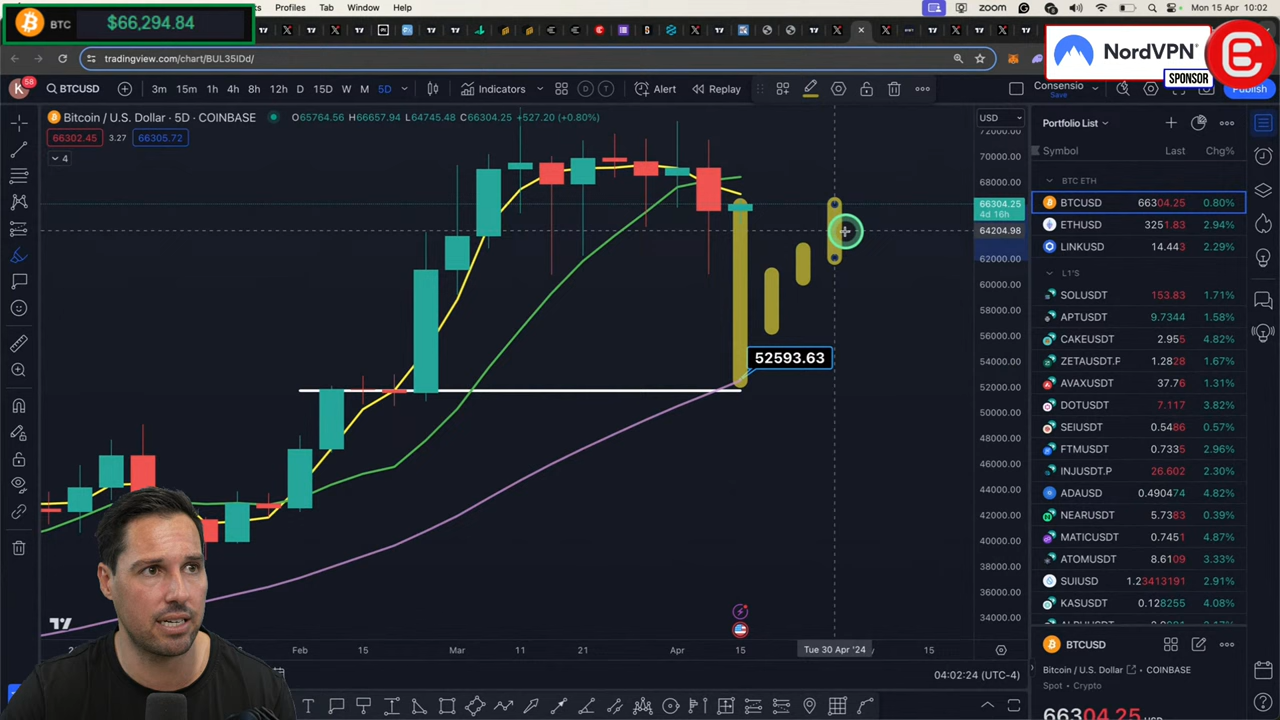 Profiles Tab Window Help
zoom
Mon 15 Apr 10:02
BTC $66,294.84
NordVPN
SPONSOR
tradingview.com/chart/BUL35IDd/
K 58
BTCUSD
3m 15m 1H 4H 8H 12H D 15D W M 5D
Indicators
Alert
Replay
Consensio
Save
Publish
Bitcoin / U.S. Dollar · 5D · COINBASE
O65764.56 H66657.94 L64745.48 C66304.25 +527.20 (+0.80%)
66302.45 3.27 66305.72
4
USD
72000.00
70000.00
68000.00
66304.25
4d 16h
64204.98
62000.00
60000.00
58000.00
56000.00
54000.00
52000.00
50000.00
48000.00
46000.00
44000.00
42000.00
40000.00
38000.00
36000.00
34000.00
52593.63
Feb 15 Mar 11 21 Apr 15 Tue 30 Apr '24 15
04:02:24 (UTC-4)
Portfolio List
Symbol Last Chg%
BTC ETH
BTCUSD 66304.25 0.80%
ETHUSD 3251.83 2.94%
LINKUSD 14.443 2.29%
L1'S
SOLUSDT 153.83 1.71%
APTUSDT 9.7344 1.58%
CAKEUSDT 2.955 4.82%
ZETAUSDT.P 1.2828 1.67%
AVAXUSDT 37.76 1.31%
DOTUSDT 7.117 3.82%
SEIUSDT 0.5486 0.57%
FTMUSDT 0.7335 2.96%
INJUSDT.P 26.602 2.30%
ADAUSD 0.490474 4.82%
NEARUSDT 5.7383 0.39%
MATICUSDT 0.7451 4.87%
ATOMUSDT 8.6109 3.33%
SUIUSD 1.23413191 2.91%
KASUSDT 0.128255 4.08%
BTCUSD
Bitcoin / U.S. Dollar COINBASE
Spot · Crypto
66304.25 USD